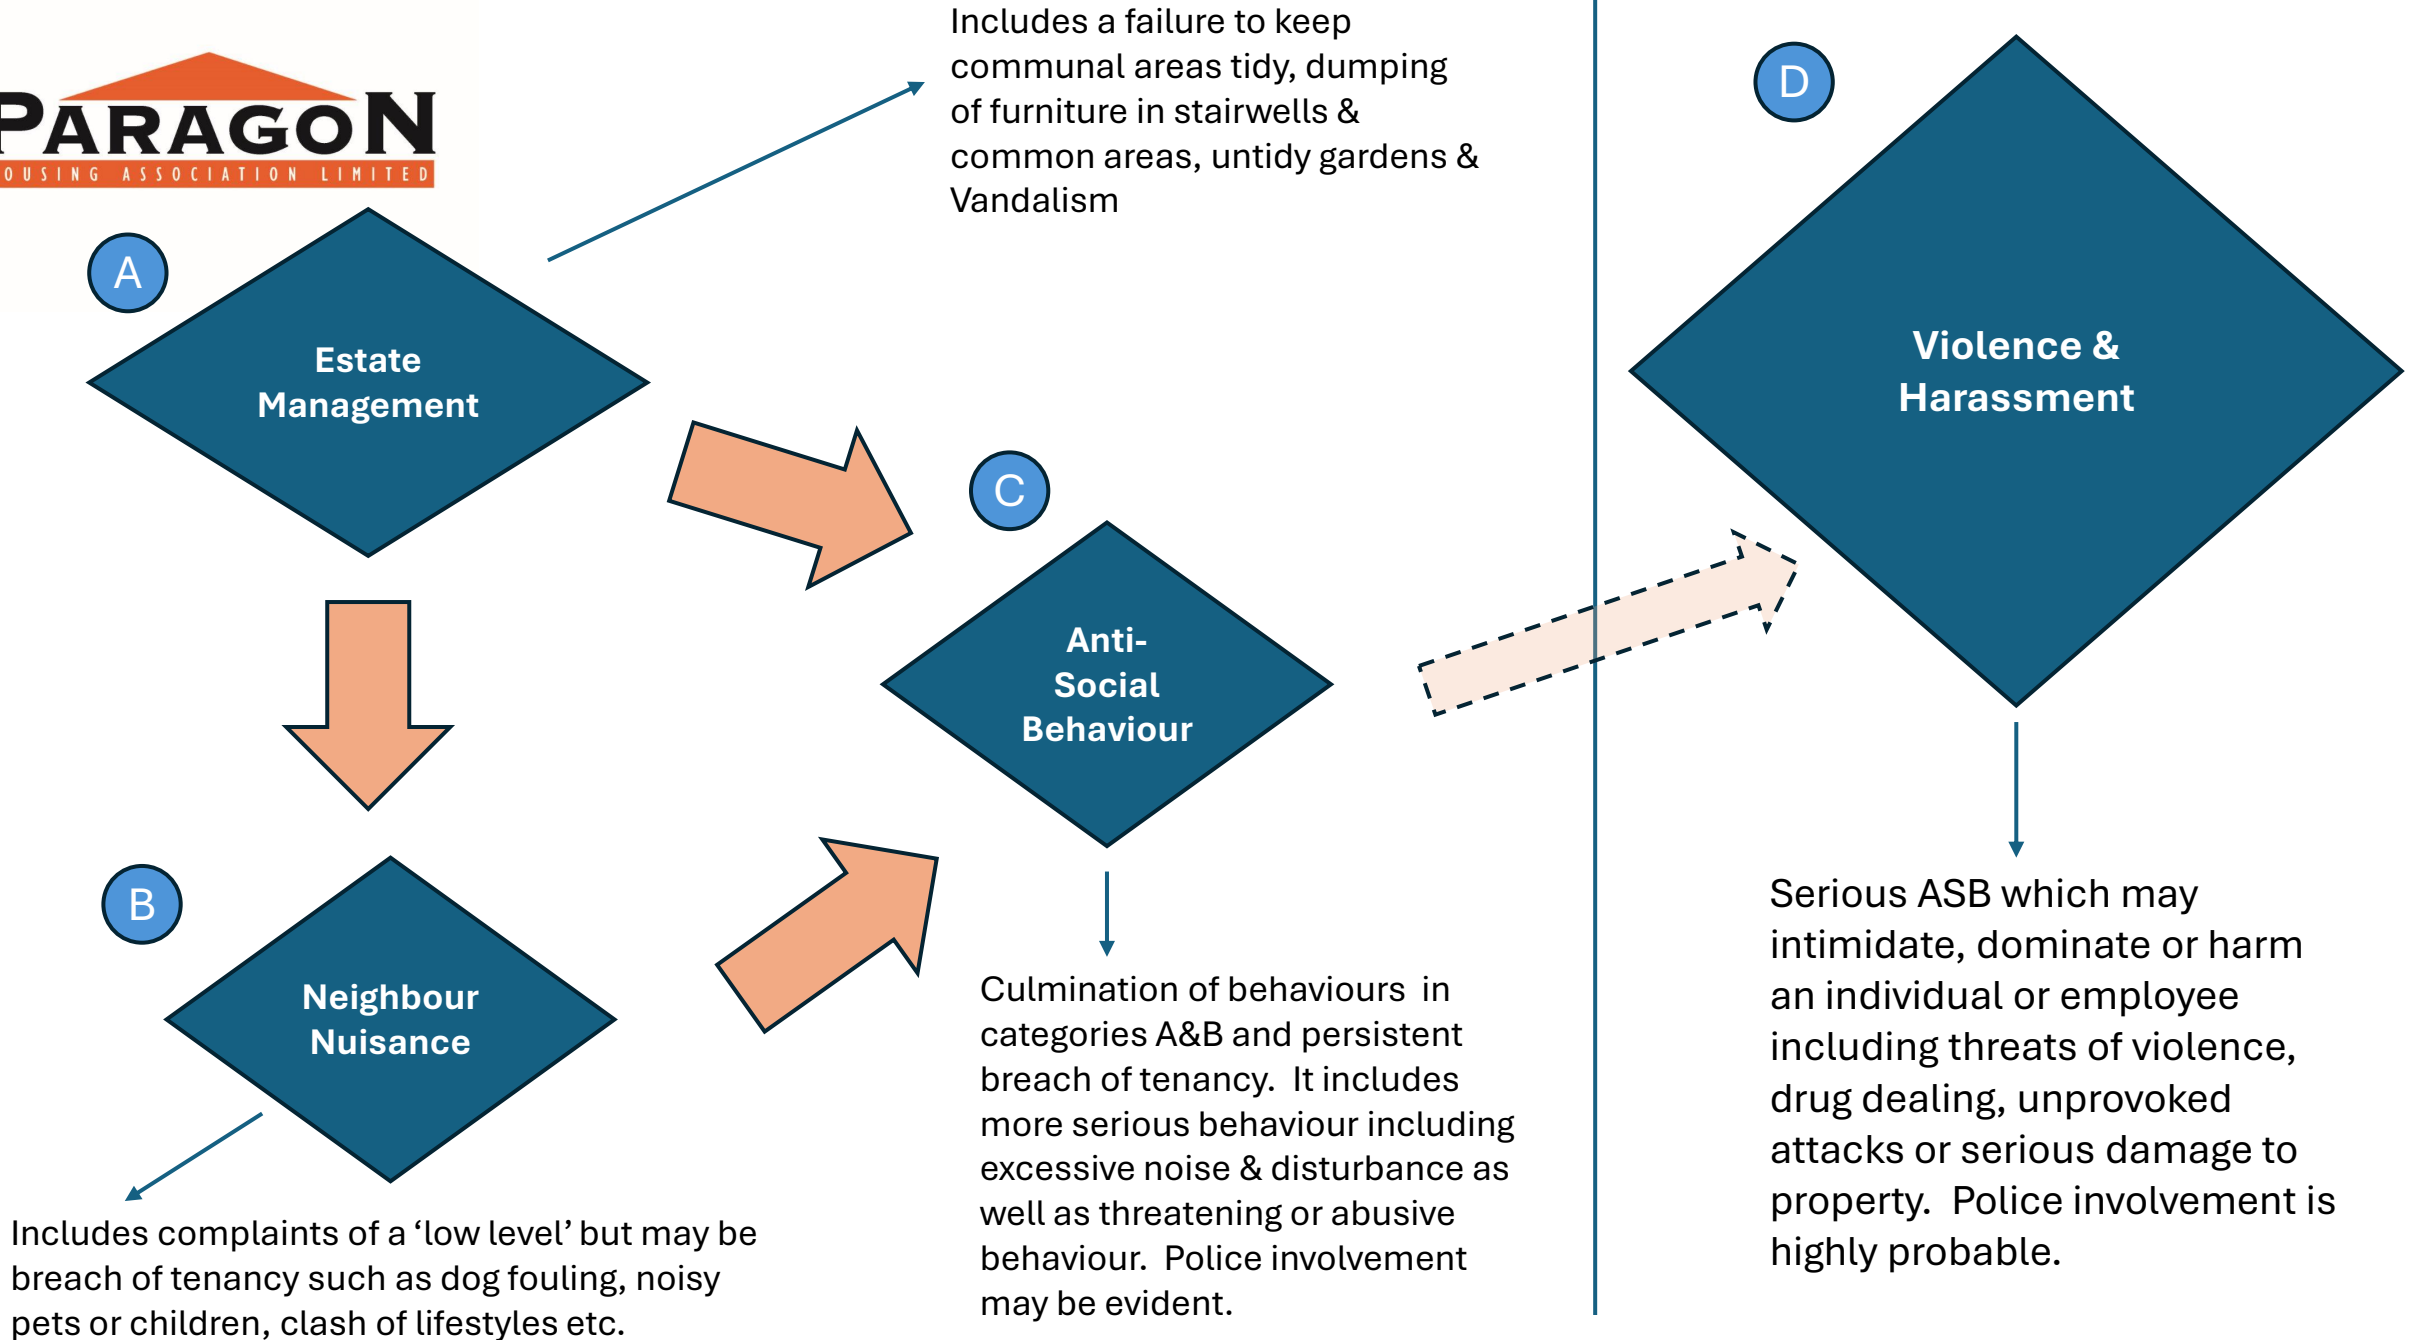 PARAGON
OUSING ASSOCIATION LIMITED
Includes a failure to keep
communal areas tidy, dumping
of furniture in stairwells &
common areas, untidy gardens &
Vandalism
A
Estate
Management
B
Neighbour
Nuisance
Includes complaints of a ‘low level’ but may be
breach of tenancy such as dog fouling, noisy
pets or children, clash of lifestyles etc.
C
Anti-
Social
Behaviour
Culmination of behaviours  in
categories A&B and persistent
breach of tenancy.  It includes
more serious behaviour including
excessive noise & disturbance as
well as threatening or abusive
behaviour.  Police involvement
may be evident.
D
Violence &
Harassment
Serious ASB which may
intimidate, dominate or harm
an individual or employee
including threats of violence,
drug dealing, unprovoked
attacks or serious damage to
property.  Police involvement is
highly probable.